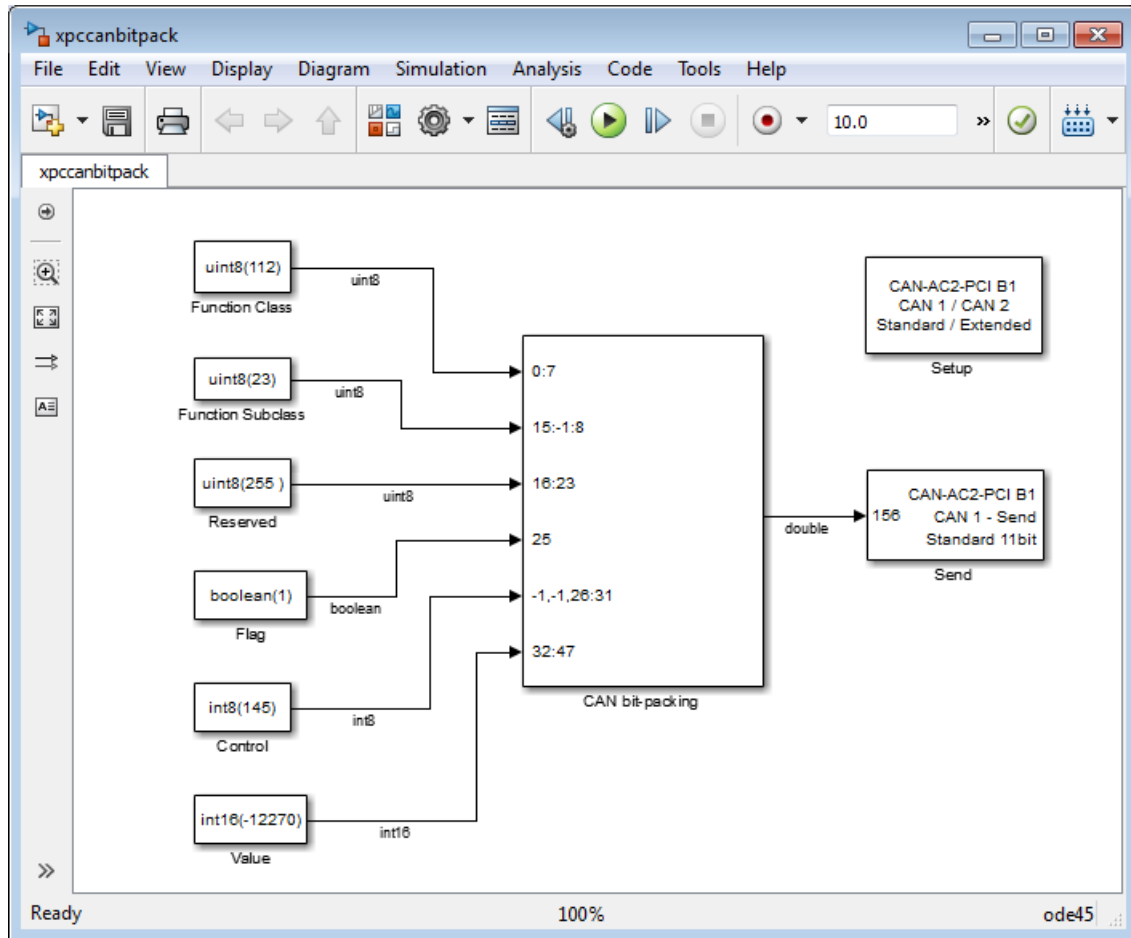 xpccanbitpack
File Edit View Display Diagram Simulation Analysis Code Tools Help
10.0 »
xpccanbitpack
uint8(112)
uint8
Function Class
CAN-AC2-PCI B1
CAN 1 / CAN 2
Standard / Extended
Setup
0:7
uint8(23)
uint8
Function Subclass
15:-1:8
uint8(255 )
uint8
Reserved
16:23
CAN-AC2-PCI B1
156 CAN 1 - Send
Standard 11bit
Send
double
25
boolean(1)
boolean
Flag
-1,-1,26:31
32:47
CAN bit-packing
int8(145)
int8
Control
int16(-12270)
int16
Value
Ready 100% ode45